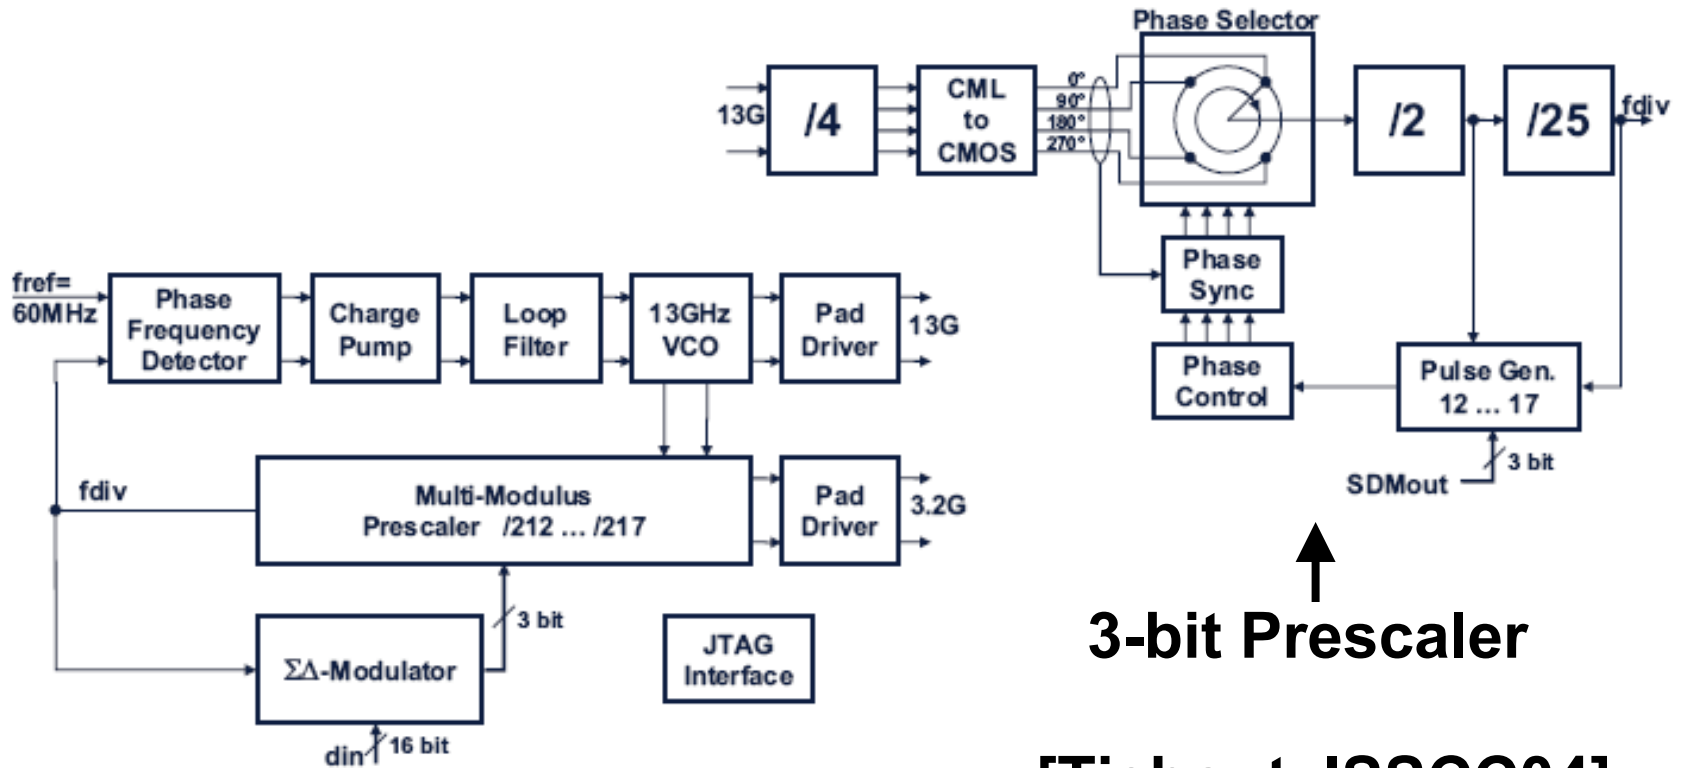 Phase Selector
13G
/4
CML
to
CMOS
0°
90°
180°
270°
/2
/25
fdiv
Phase
Sync
Phase
Control
Pulse Gen.
12 ... 17
3 bit
SDMout
fref=
60MHz
Phase
Frequency
Detector
Charge
Pump
Loop
Filter
13GHz
VCO
Pad
Driver
13G
fdiv
Multi-Modulus
Prescaler /212 ... /217
Pad
Driver
3.2G
3 bit
ΣΔ-Modulator
din
16 bit
JTAG
Interface
3-bit Prescaler
ISSCC04]